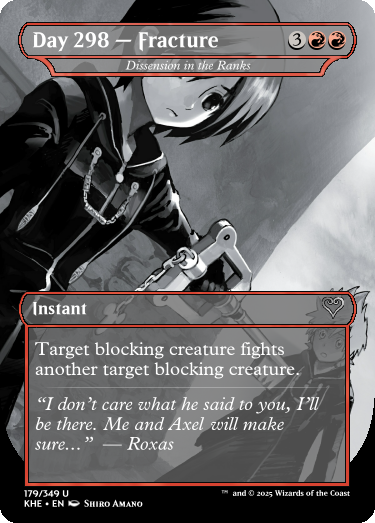 Day 298 — Fracture 3
Dissension in the Ranks
Instant
Target blocking creature fights
another target blocking creature.
“I don’t care what he said to you, I’ll
be there. Me and Axel will make
sure…” — Roxas
179/349 U
KHE • EN Shiro Amano
™ and © 2025 Wizards of the Coast